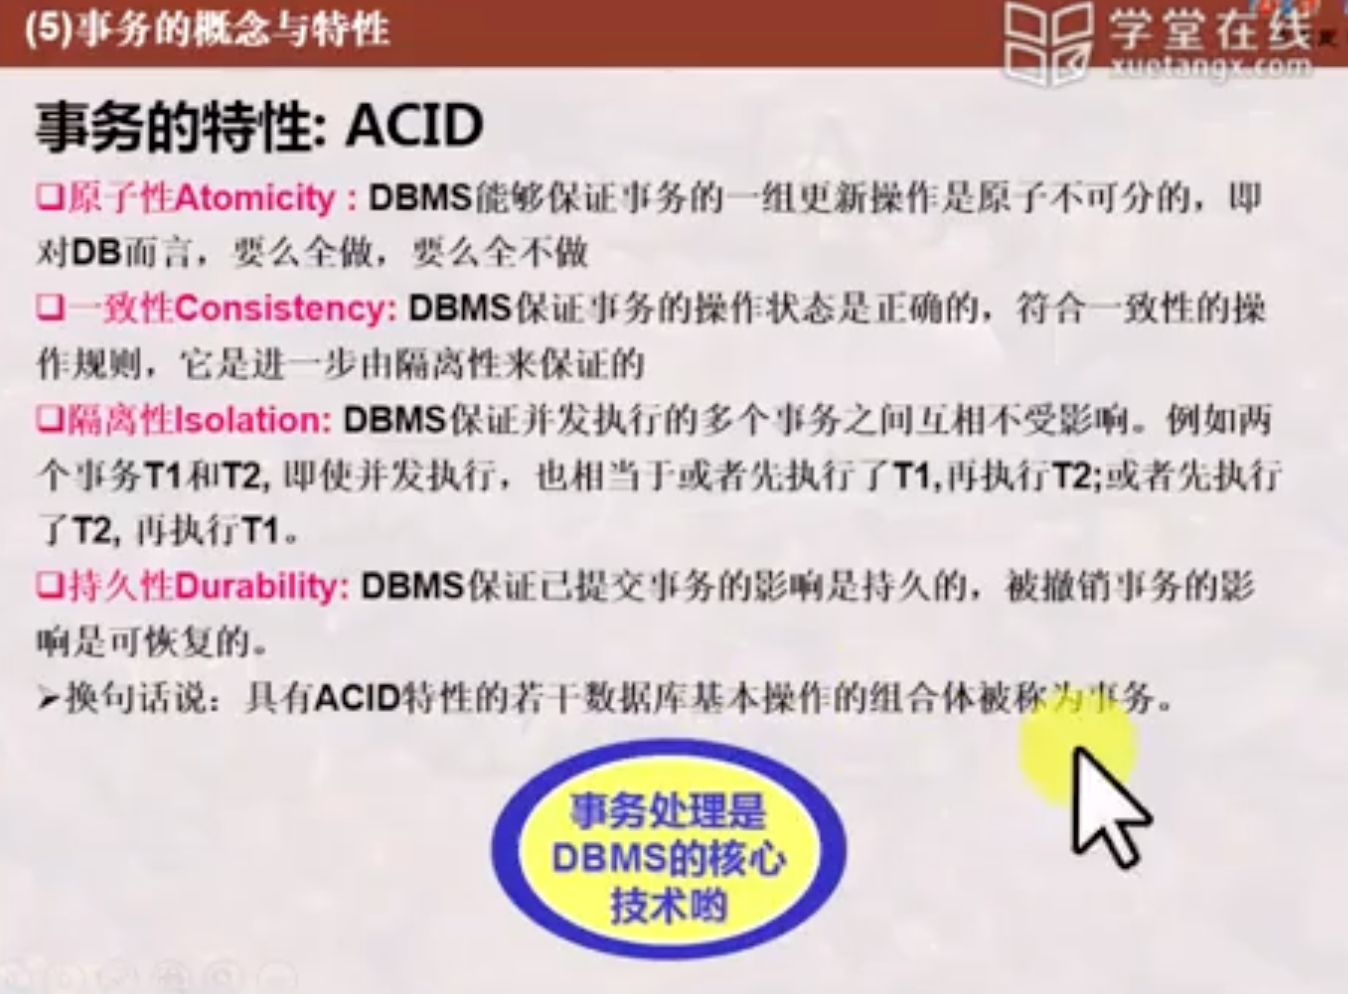 (5)事务的概念与特性
学堂在线
xuetangx.com
事务的特性: ACID
❑原子性Atomicity : DBMS能够保证事务的一组更新操作是原子不可分的，即
对DB而言，要么全做，要么全不做
❑一致性Consistency: DBMS保证事务的操作状态是正确的，符合一致性的操
作规则，它是进一步由隔离性来保证的
❑隔离性Isolation: DBMS保证并发执行的多个事务之间互相不受影响。例如两
个事务T1和T2, 即使并发执行，也相当于或者先执行了T1,再执行T2;或者先执行
了T2, 再执行T1。
❑持久性Durability: DBMS保证已提交事务的影响是持久的，被撤销事务的影
响是可恢复的。
➢换句话说：具有ACID特性的若干数据库基本操作的组合体被称为事务。
事务处理是
DBMS的核心
技术哟